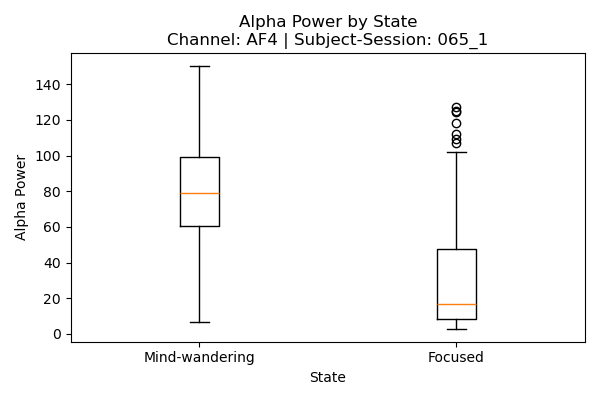 Alpha Power by State
Channel: AF4 | Subject-Session: 065_1
Alpha Power
140
120
100
80
60
40
20
0
Mind-wandering
Focused
State